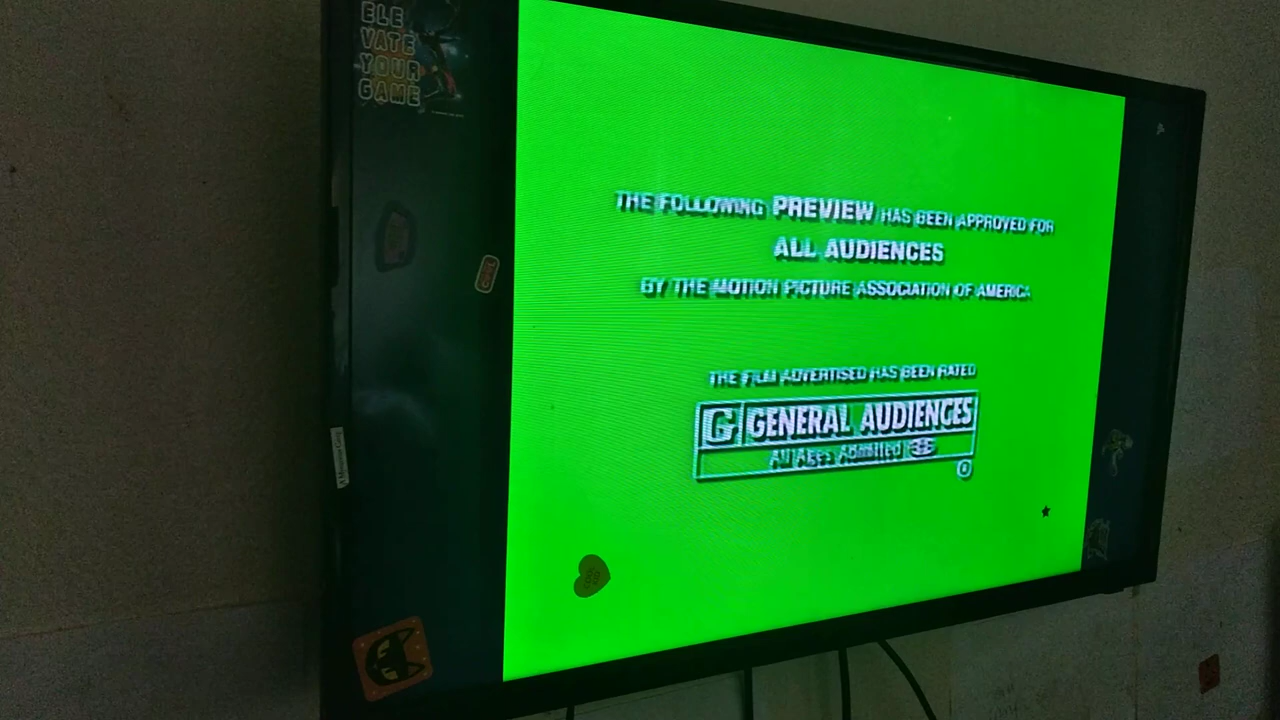 ELE
VATE
YOUR
GAME
THE FOLLOWING PREVIEW HAS BEEN APPROVED FOR
ALL AUDIENCES
BY THE MOTION PICTURE ASSOCIATION OF AMERICA
THE FILM ADVERTISED HAS BEEN RATED
G GENERAL AUDIENCES
All Ages Admitted